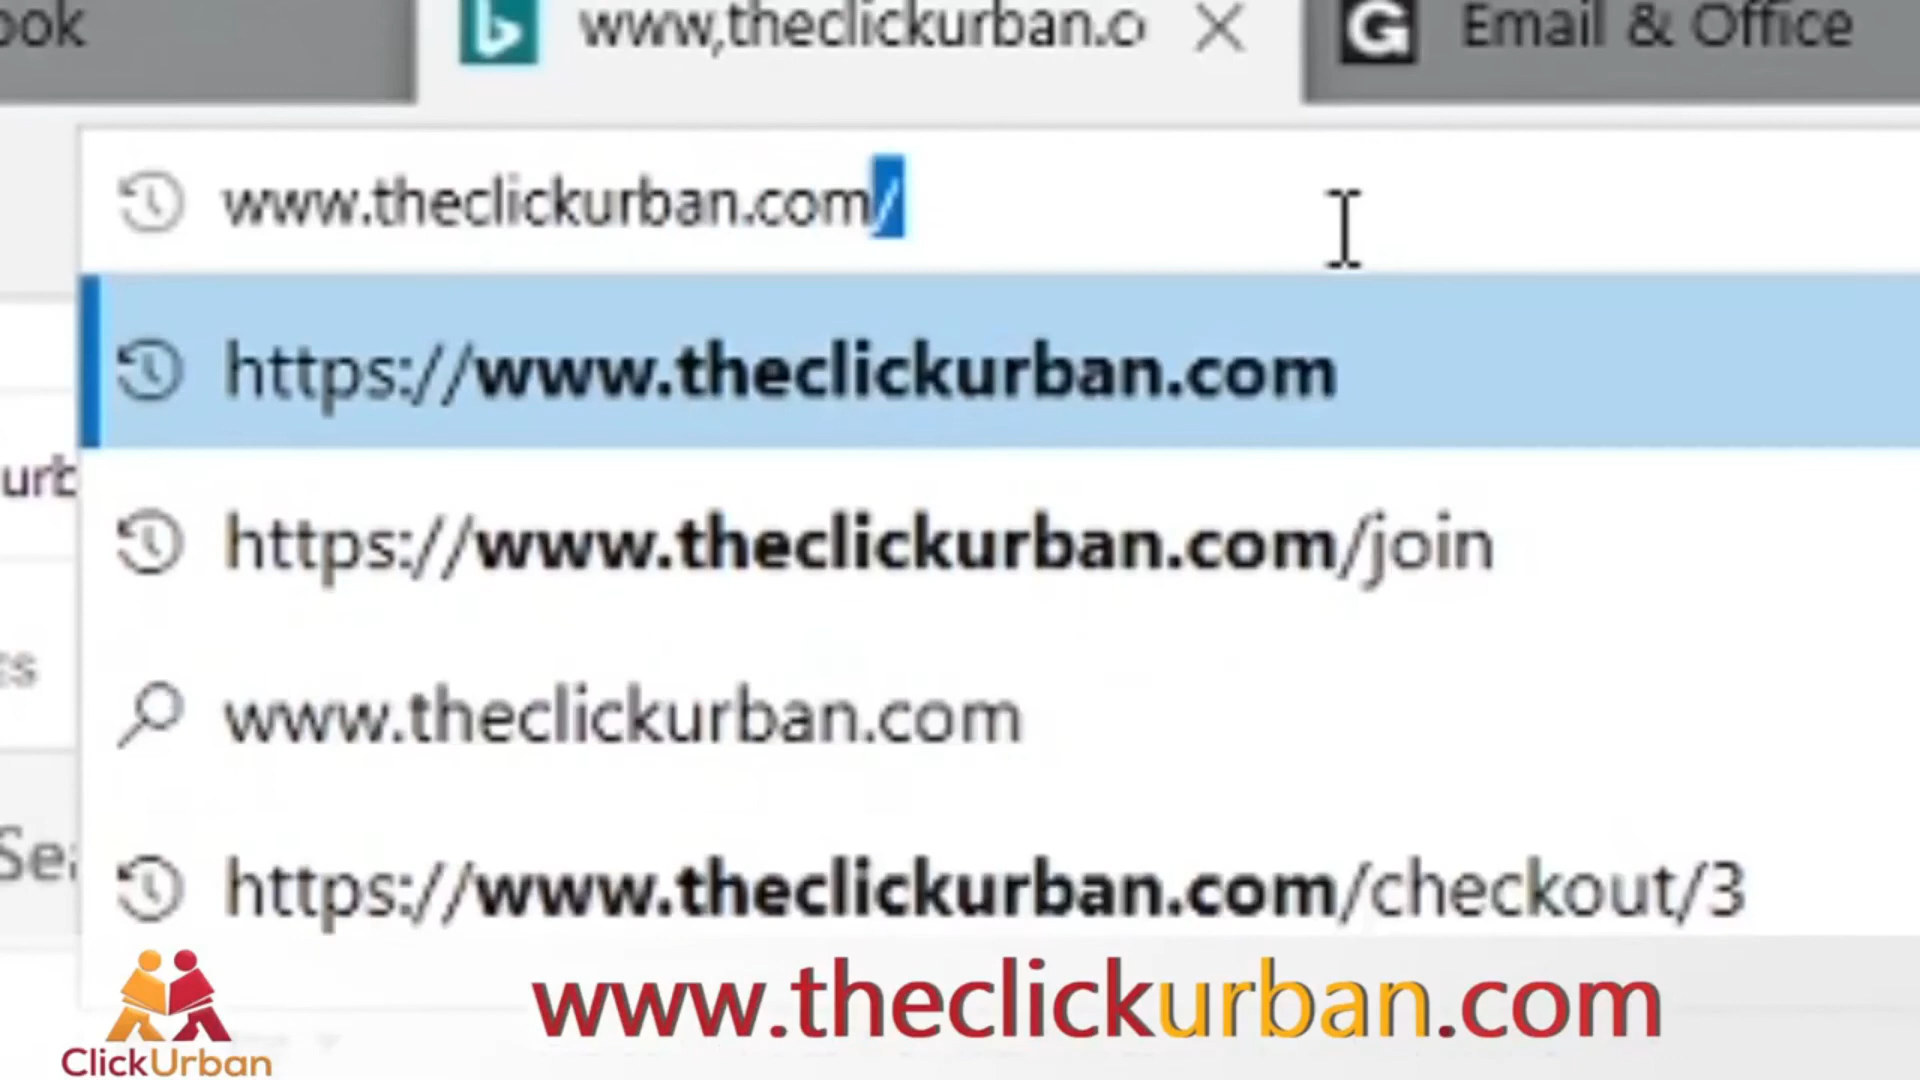 ook
www,theclickurban.c
Email & Office
www.theclickurban.com/
https://www.theclickurban.com
https://www.theclickurban.com/join
www.theclickurban.com
https://www.theclickurban.com/checkout/3
urb
Sea
www.theclickurban.com
ClickUrban